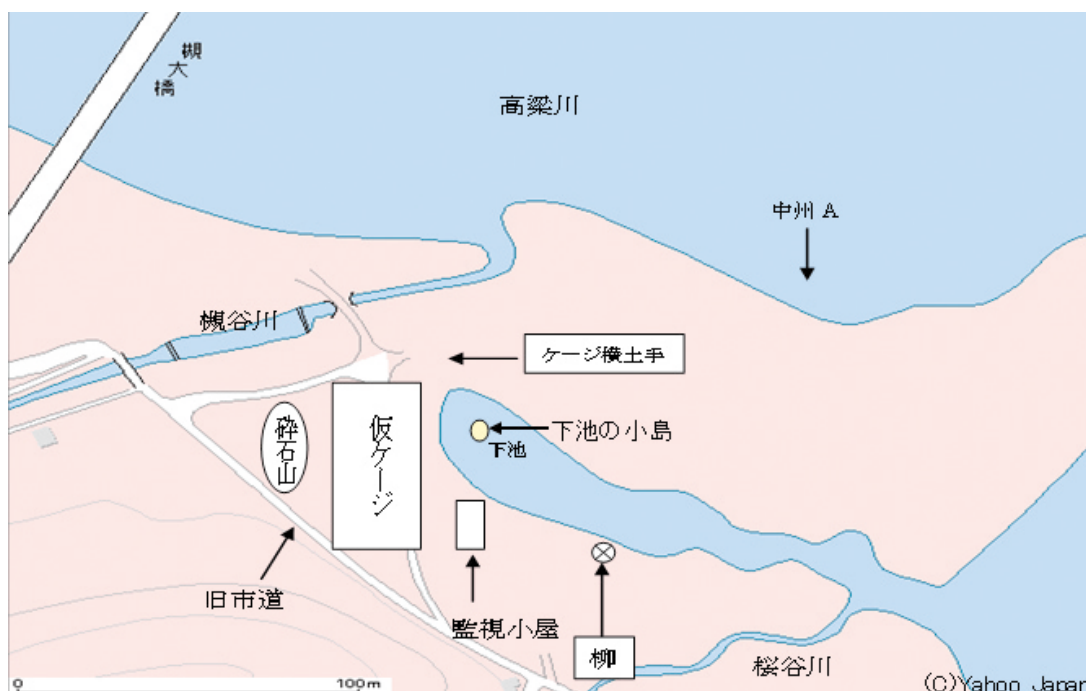 槻大橋
高梁川
中州 A
槻谷川
ケージ横土手
砕石山
仮ケージ
下池の小島
下池
旧市道
監視小屋
柳
桜谷川
0
100m
(C)Yahoo Japan